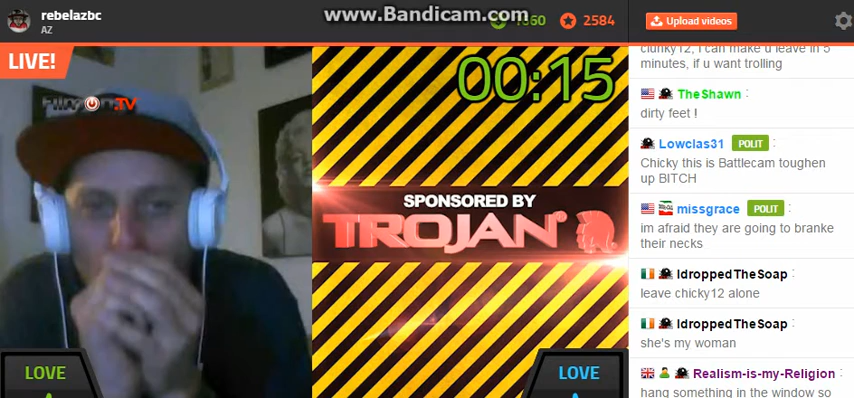 www.Bandicam.com
rebelazbc
AZ
2584
Upload videos
LIVE!
FILMON.TV
00:15
SPONSORED BY
TROJAN
LOVE
LOVE
clunky12, i can make u leave in 5
minutes, if u want trolling
TheShawn :
dirty feet !
Lowclas31 POLIT :
Chicky this is Battlecam toughen
up BITCH
missgrace POLIT :
im afraid they are going to branke
their necks
IdroppedTheSoap :
leave chicky12 alone
IdroppedTheSoap :
she's my woman
Realism-is-my-Religion :
hang something in the window so